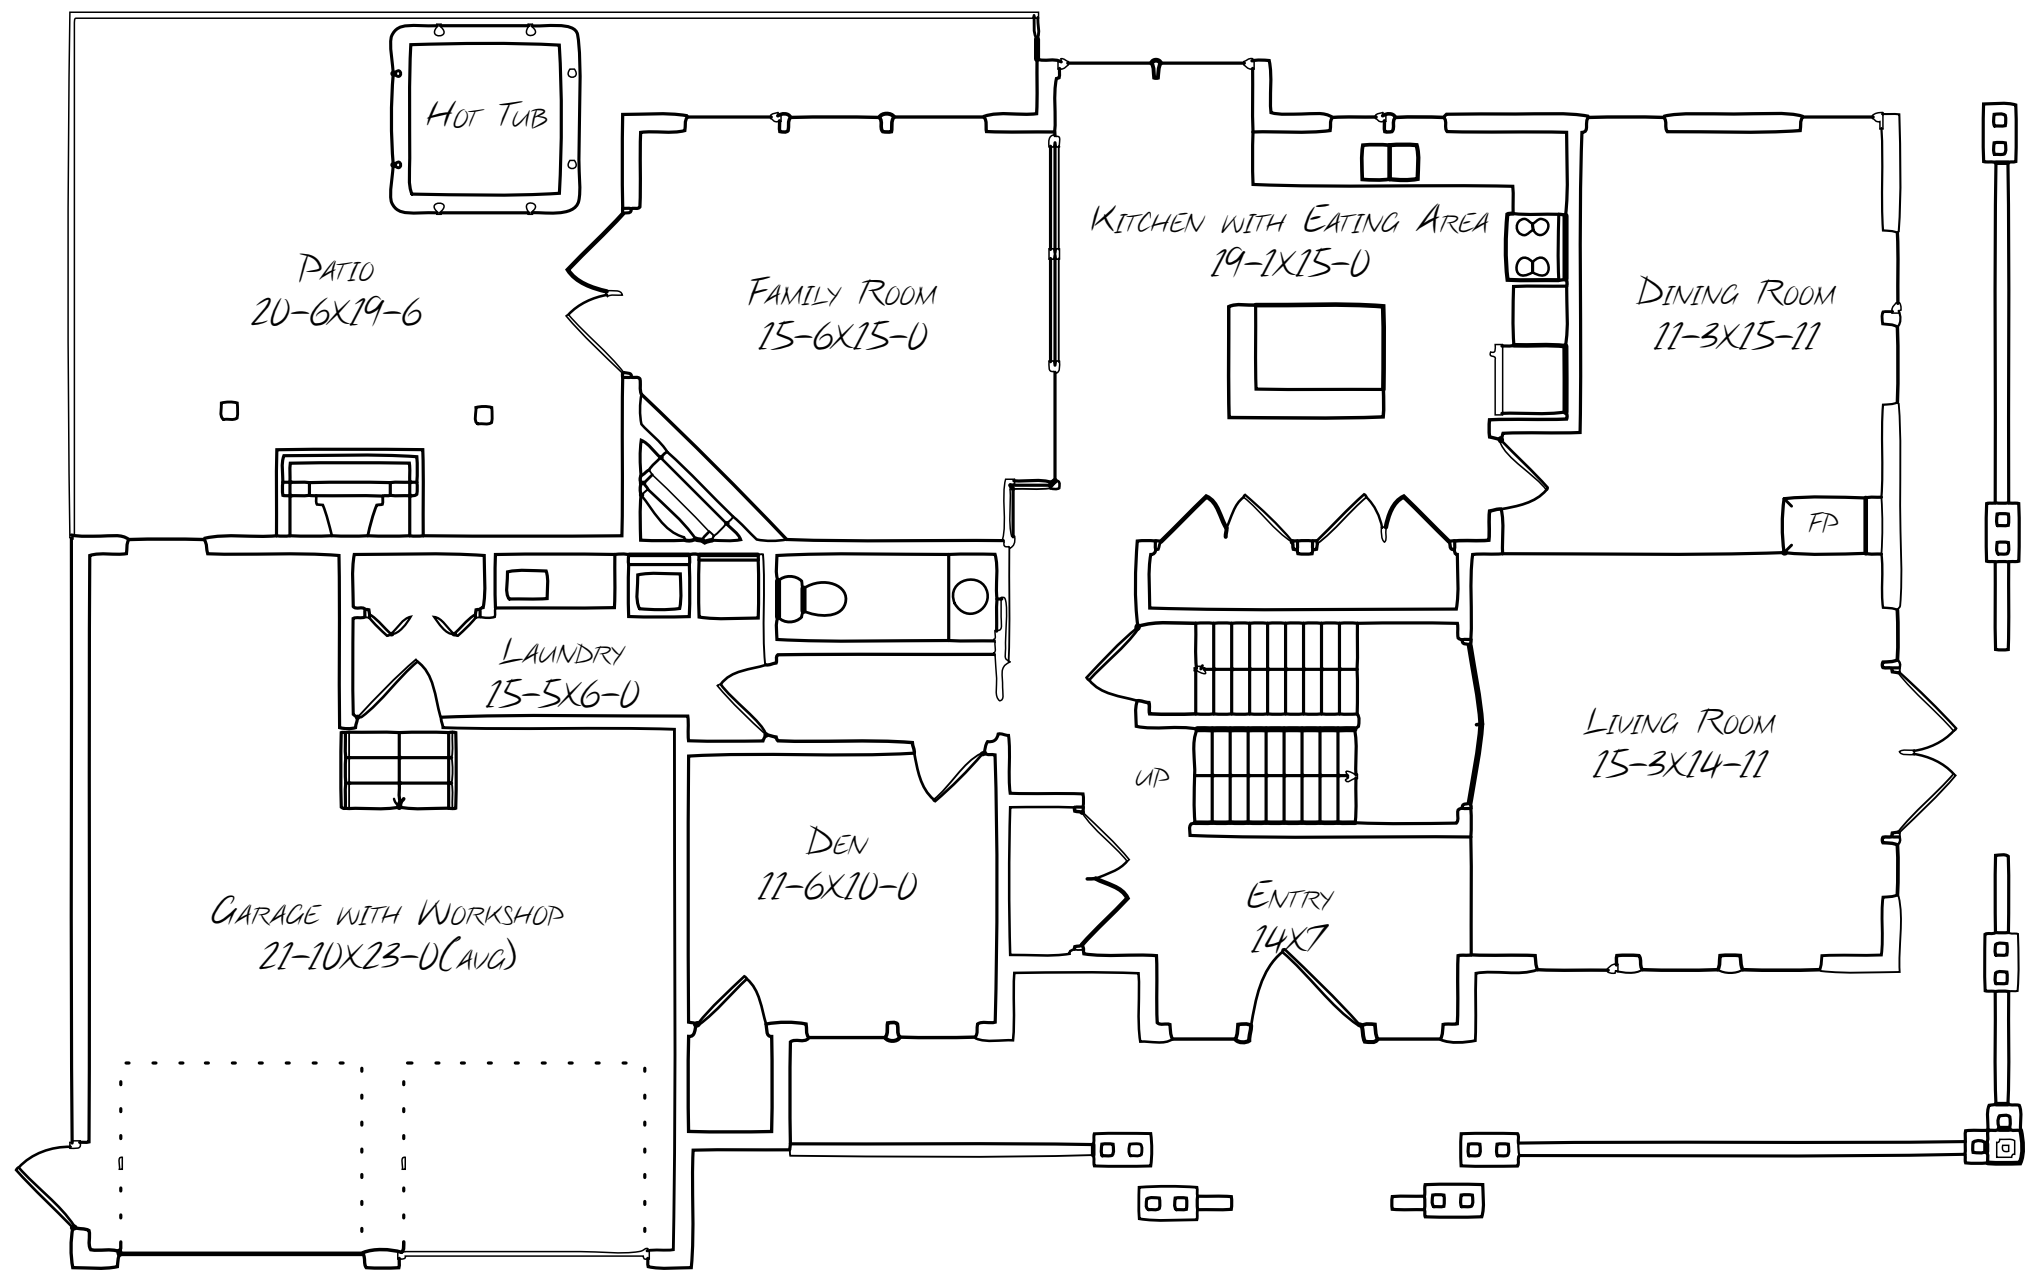 Hot Tub
Patio
20-6x19-6
Family Room
15-6x15-0
Kitchen with Eating Area
19-1x15-0
Dining Room
11-3x15-11
FP
Laundry
15-5x6-0
Living Room
15-3x14-11
UP
Den
11-6x10-0
Entry
14x7
Garage with Workshop
21-10x23-0(avg)